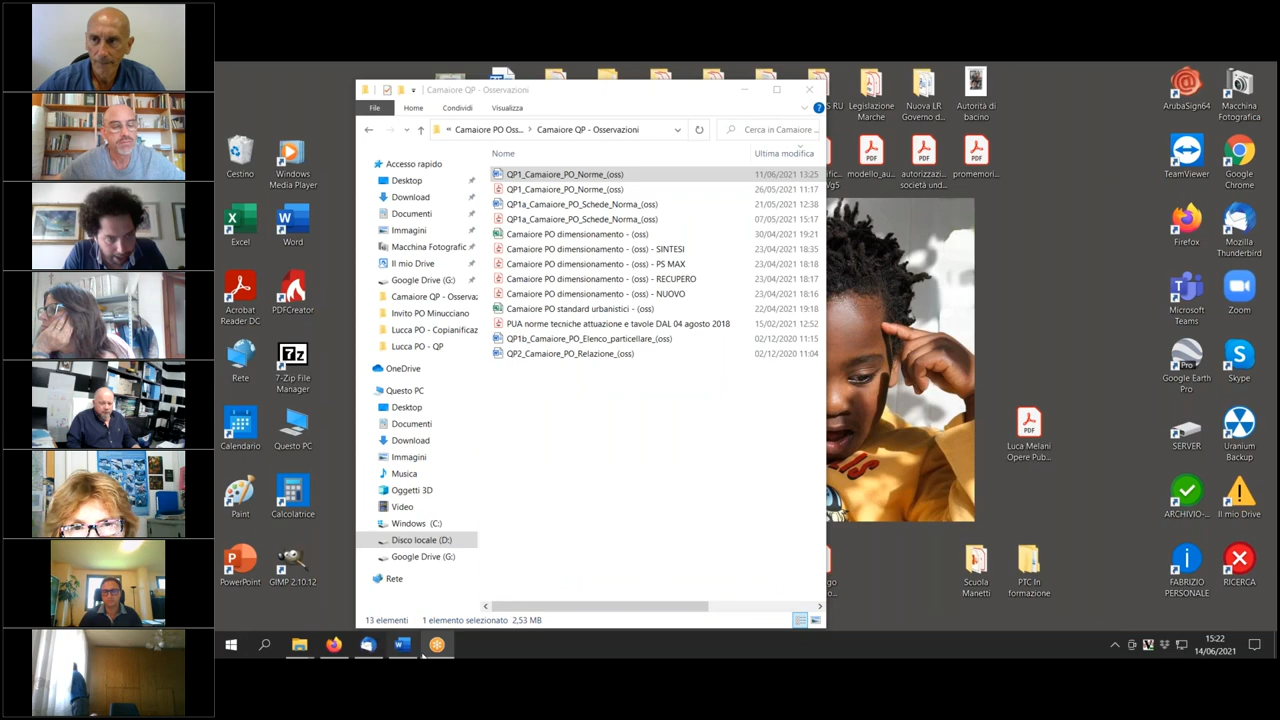 Camaiore QP - Osservazioni
File Home Condividi Visualizza
« Camaiore PO Oss... > Camaiore QP - Osservazioni
Cerca in Camaiore ...
Nome Ultima modifica
QP1_Camaiore_PO_Norme_(oss) 11/06/2021 13:25
QP1_Camaiore_PO_Norme_(oss) 26/05/2021 11:17
QP1a_Camaiore_PO_Schede_Norma_(oss) 21/05/2021 12:38
QP1a_Camaiore_PO_Schede_Norma_(oss) 07/05/2021 15:17
Camaiore PO dimensionamento - (oss) 30/04/2021 19:21
Camaiore PO dimensionamento - (oss) - SINTESI 23/04/2021 18:35
Camaiore PO dimensionamento - (oss) - PS MAX 23/04/2021 18:18
Camaiore PO dimensionamento - (oss) - RECUPERO 23/04/2021 18:17
Camaiore PO dimensionamento - (oss) - NUOVO 23/04/2021 18:16
Camaiore PO standard urbanistici - (oss) 22/04/2021 19:18
PUA norme tecniche attuazione e tavole DAL 04 agosto 2018 15/02/2021 12:52
QP1b_Camaiore_PO_Elenco_particellare_(oss) 02/12/2020 11:15
QP2_Camaiore_PO_Relazione_(oss) 02/12/2020 11:04
Accesso rapido
Desktop
Download
Documenti
Immagini
Macchina Fotografic
Il mio Drive
Google Drive (G:)
Camaiore QP - Osserva:
Invito PO Minucciano
Lucca PO - Copianificaz
Lucca PO - QP
OneDrive
Questo PC
Desktop
Documenti
Download
Immagini
Musica
Oggetti 3D
Video
Windows (C:)
Disco locale (D:)
Google Drive (G:)
Rete
13 elementi 1 elemento selezionato 2,53 MB
Cestino
Windows
Media Player
Excel
Word
Acrobat
Reader DC
PDFCreator
Rete
7-Zip File
Manager
Calendario
Questo PC
Paint
Calcolatrice
PowerPoint
GIMP 2.10.12
RU
Legislazione
Marche
Nuova LR
Governo d...
Autorità di
bacino
ArubaSign64
Macchina
Fotografica
PDF
PDF
PDF
modello_au...
autorizzazi...
società und...
promemori...
TeamViewer
Google
Chrome
Firefox
Mozilla
Thunderbird
Microsoft
Teams
Zoom
Google Earth
Pro
Skype
PDF
Luca Melani
Opere Pub...
SERVER
Uranium
Backup
ARCHIVIO-...
Il mio Drive
Scuola
Manetti
PTC In
formazione
FABRIZIO
PERSONALE
RICERCA
15:22
14/06/2021